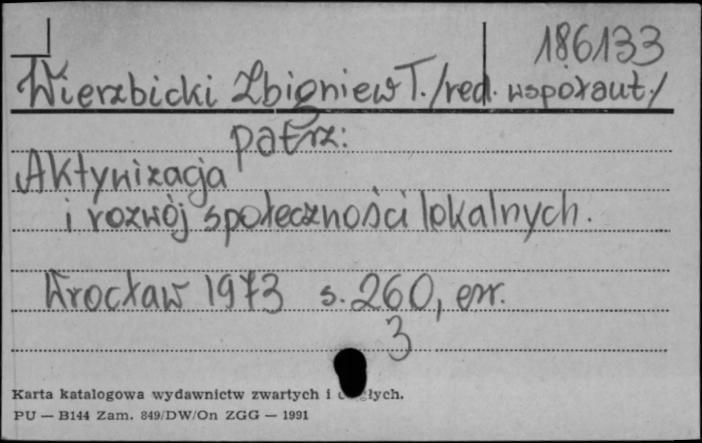 186133
Wierzbicki Zbigniew T. /red. współaut./
patrz:
Aktywizacja
i rozwój społeczności lokalnych.
Wrocław 1973 s. 260, err.
3
Karta katalogowa wydawnictw zwartych i
PU — B144 Zam. 849/DW/On ZGG — 1991